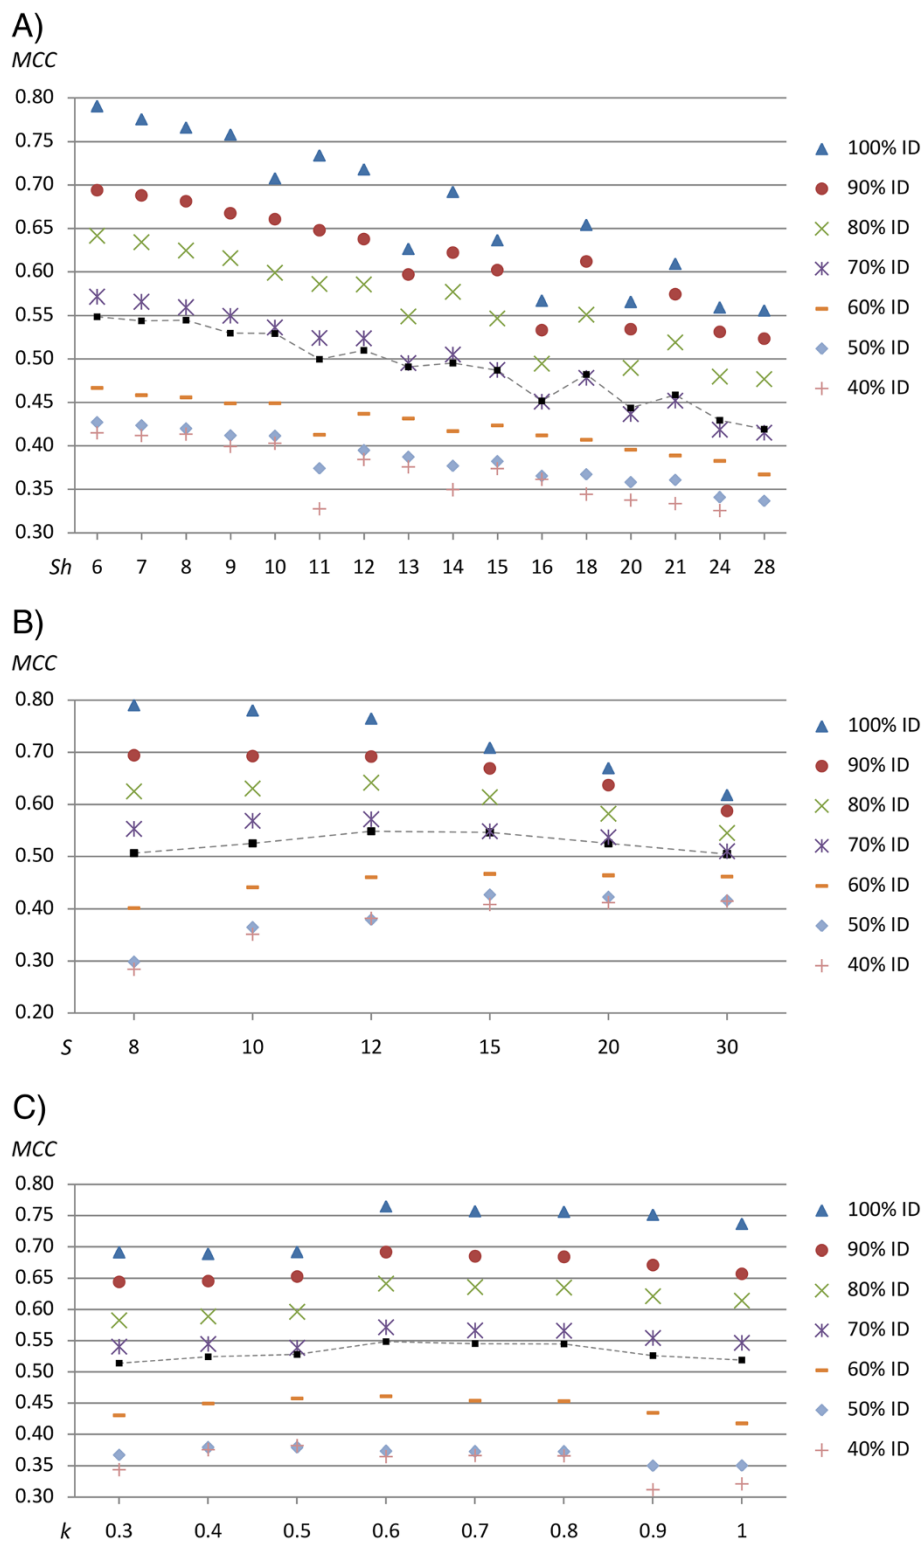 A)
MCC
0.80
0.75
0.70
0.65
0.60
0.55
0.50
0.45
0.40
0.35
0.30
Sh 6 7 8 9 10 11 12 13 14 15 16 18 20 21 24 28
100% ID
90% ID
80% ID
70% ID
60% ID
50% ID
40% ID
B)
MCC
0.80
0.70
0.60
0.50
0.40
0.30
0.20
S 8 10 12 15 20 30
100% ID
90% ID
80% ID
70% ID
60% ID
50% ID
40% ID
C)
MCC
0.80
0.75
0.70
0.65
0.60
0.55
0.50
0.45
0.40
0.35
0.30
k 0.3 0.4 0.5 0.6 0.7 0.8 0.9 1
100% ID
90% ID
80% ID
70% ID
60% ID
50% ID
40% ID